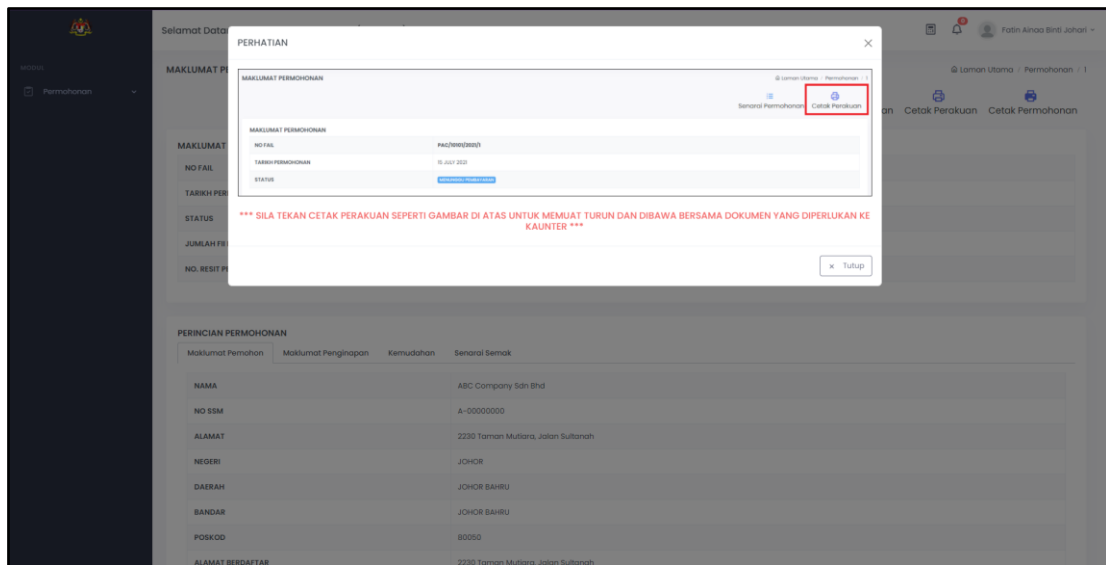 Selamat Data
Fatin Ainaa Binti Johari
MODUL
Permohonan
MAKLUMAT P
Laman Utama / Permohonan / 1
an Cetak Perakuan Cetak Permohonan
PERHATIAN
MAKLUMAT PERMOHONAN
Laman Utama / Permohonan / 1
Senarai Permohonan Cetak Perakuan
MAKLUMAT PERMOHONAN
NO FAIL PAC/10101/2021/1
TARIKH PERMOHONAN 15 JULY 2021
STATUS
*** SILA TEKAN CETAK PERAKUAN SEPERTI GAMBAR DI ATAS UNTUK MEMUAT TURUN DAN DIBAWA BERSAMA DOKUMEN YANG DIPERLUKAN KE
KAUNTER ***
× Tutup
MAKLUMAT
NO FAIL
TARIKH PER
STATUS
JUMLAH FI
NO. RESIT P
PERINCIAN PERMOHONAN
Maklumat Pemohon Maklumat Penginapan Kemudahan Senarai Semak
NAMA ABC Company Sdn Bhd
NO SSM A-00000000
ALAMAT 2230 Taman Mutiara, Jalan Sultanah
NEGERI JOHOR
DAERAH JOHOR BAHRU
BANDAR JOHOR BAHRU
POSKOD 80050
ALAMAT BERDAFTAR 2230 Taman Mutiara, Jalan Sultanah